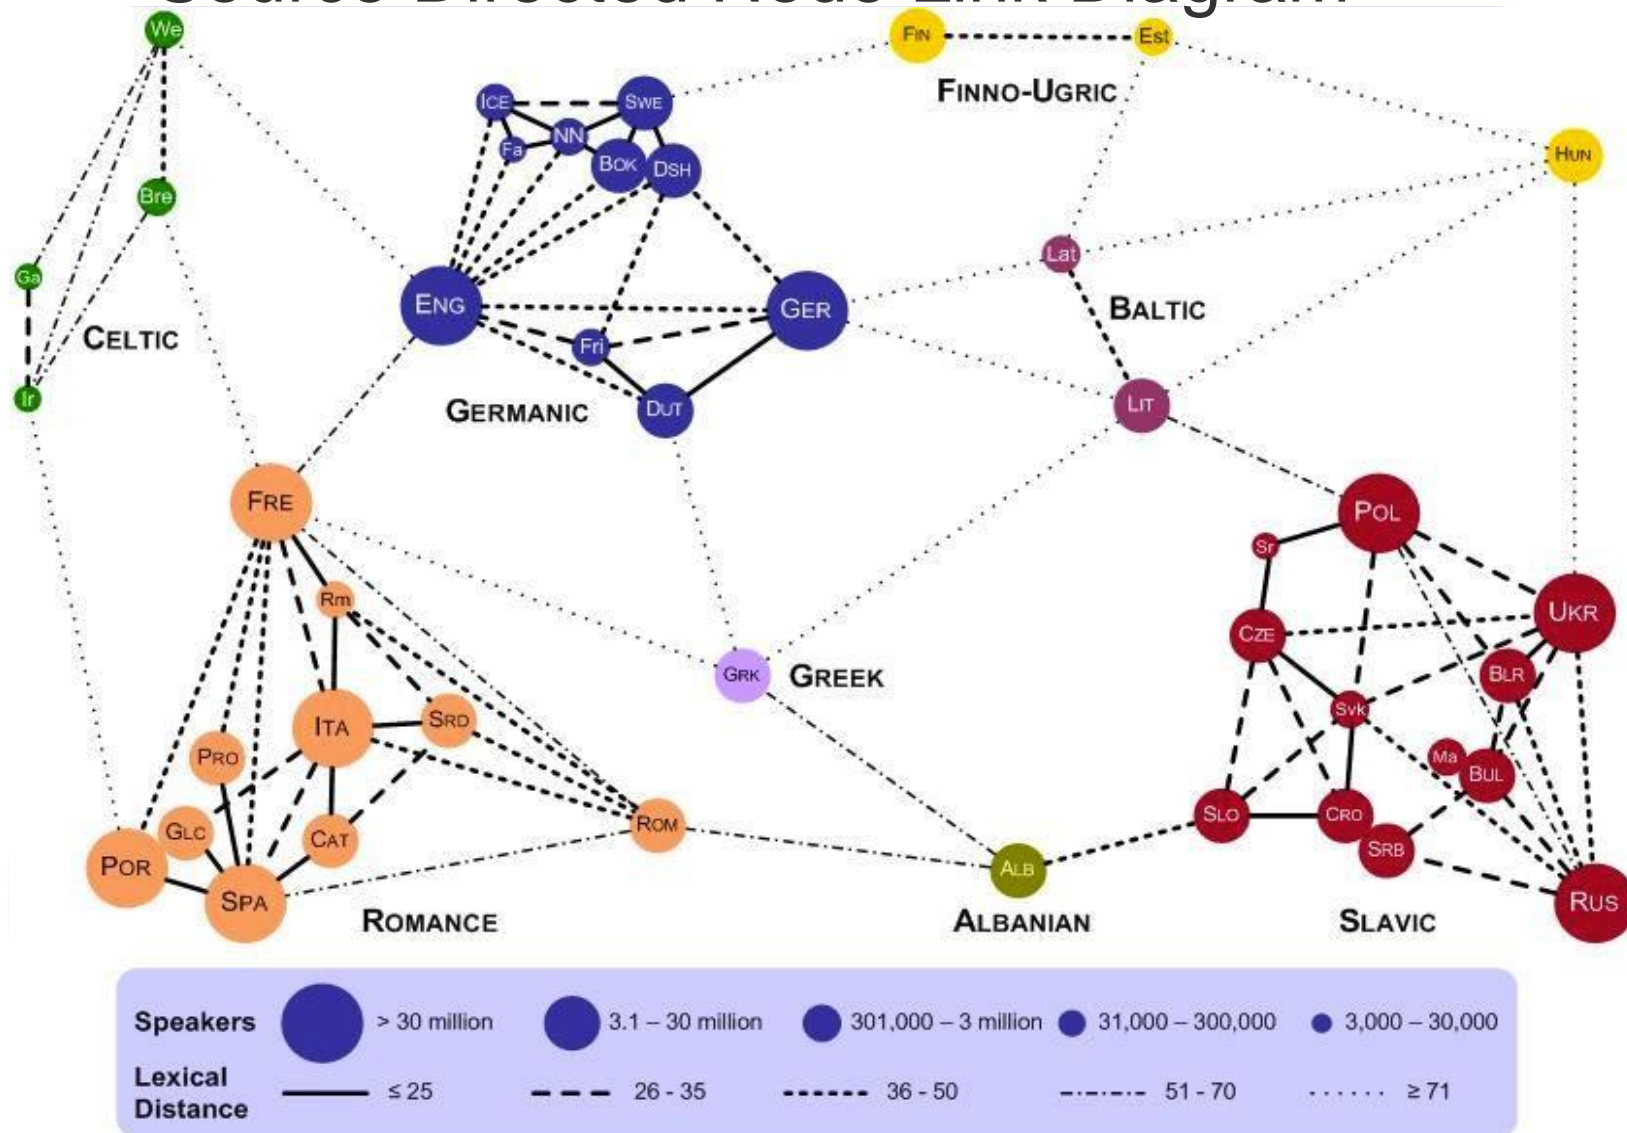 Directed Node Link Diagram
We
FIN
Est
FINNO-UGRIC
ICE
SWE
NN
Fa
BOK
DSH
HUN
Bre
Lat
Ga
ENG
GER
BALTIC
CELTIC
Fri
Ir
GERMANIC
DUT
LIT
FRE
POL
Sr
Rm
UKR
CZE
GRK
GREEK
BLR
ITA
SRD
Svk
PRO
Ma
BUL
GLC
CAT
ROM
SLO
CRO
SRB
POR
SPA
ALB
RUS
ROMANCE
ALBANIAN
SLAVIC
Speakers > 30 million 3.1 – 30 million 301,000 – 3 million 31,000 – 300,000 3,000 – 30,000
Lexical
Distance ≤ 25 26 - 35 36 - 50 51 - 70 ≥ 71